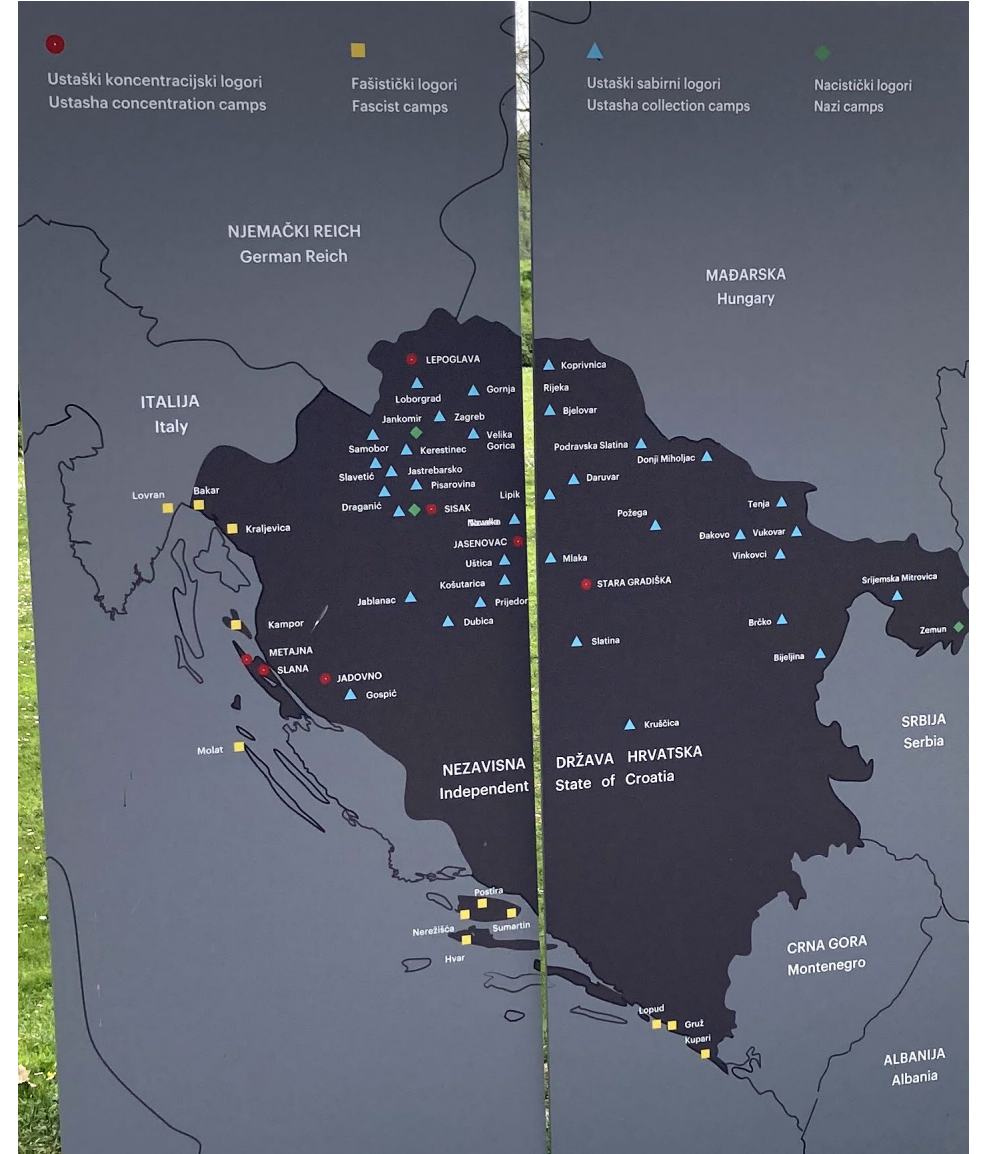 Ustaški koncentracijski logori
Ustasha concentration camps
Fašistički logori
Fascist camps
Ustaški sabirni logori
Ustasha collection camps
Nacistički logori
Nazi camps
NJEMAČKI REICH
German Reich
MAĐARSKA
Hungary
ITALIJA
Italy
LEPOGLAVA
Loborgrad
Gornja
Rijeka
Koprivnica
Jankomir
Zagreb
Bjelovar
Samobor
Kerestinec
Velika
Gorica
Podravska Slatina
Donji Miholjac
Slavetić
Jastrebarsko
Pisarovina
Lipik
Daruvar
Lovran
Bakar
Draganić
SISAK
Požega
Tenja
Kraljevica
JASENOVAC
Đakovo
Vukovar
Uštica
Mlaka
Vinkovci
Košutarica
STARA GRADIŠKA
Srijemska Mitrovica
Jablanac
Prijedor
Kampor
Dubica
Slatina
Brčko
Zemun
METAJNA
SLANA
JADOVNO
Bijeljina
Gospić
Molat
Kruščica
SRBIJA
Serbia
NEZAVISNA DRŽAVA HRVATSKA
Independent State of Croatia
Postira
Nerežišća
Sumartin
Hvar
CRNA GORA
Montenegro
Lopud
Gruž
Kupari
ALBANIJA
Albania